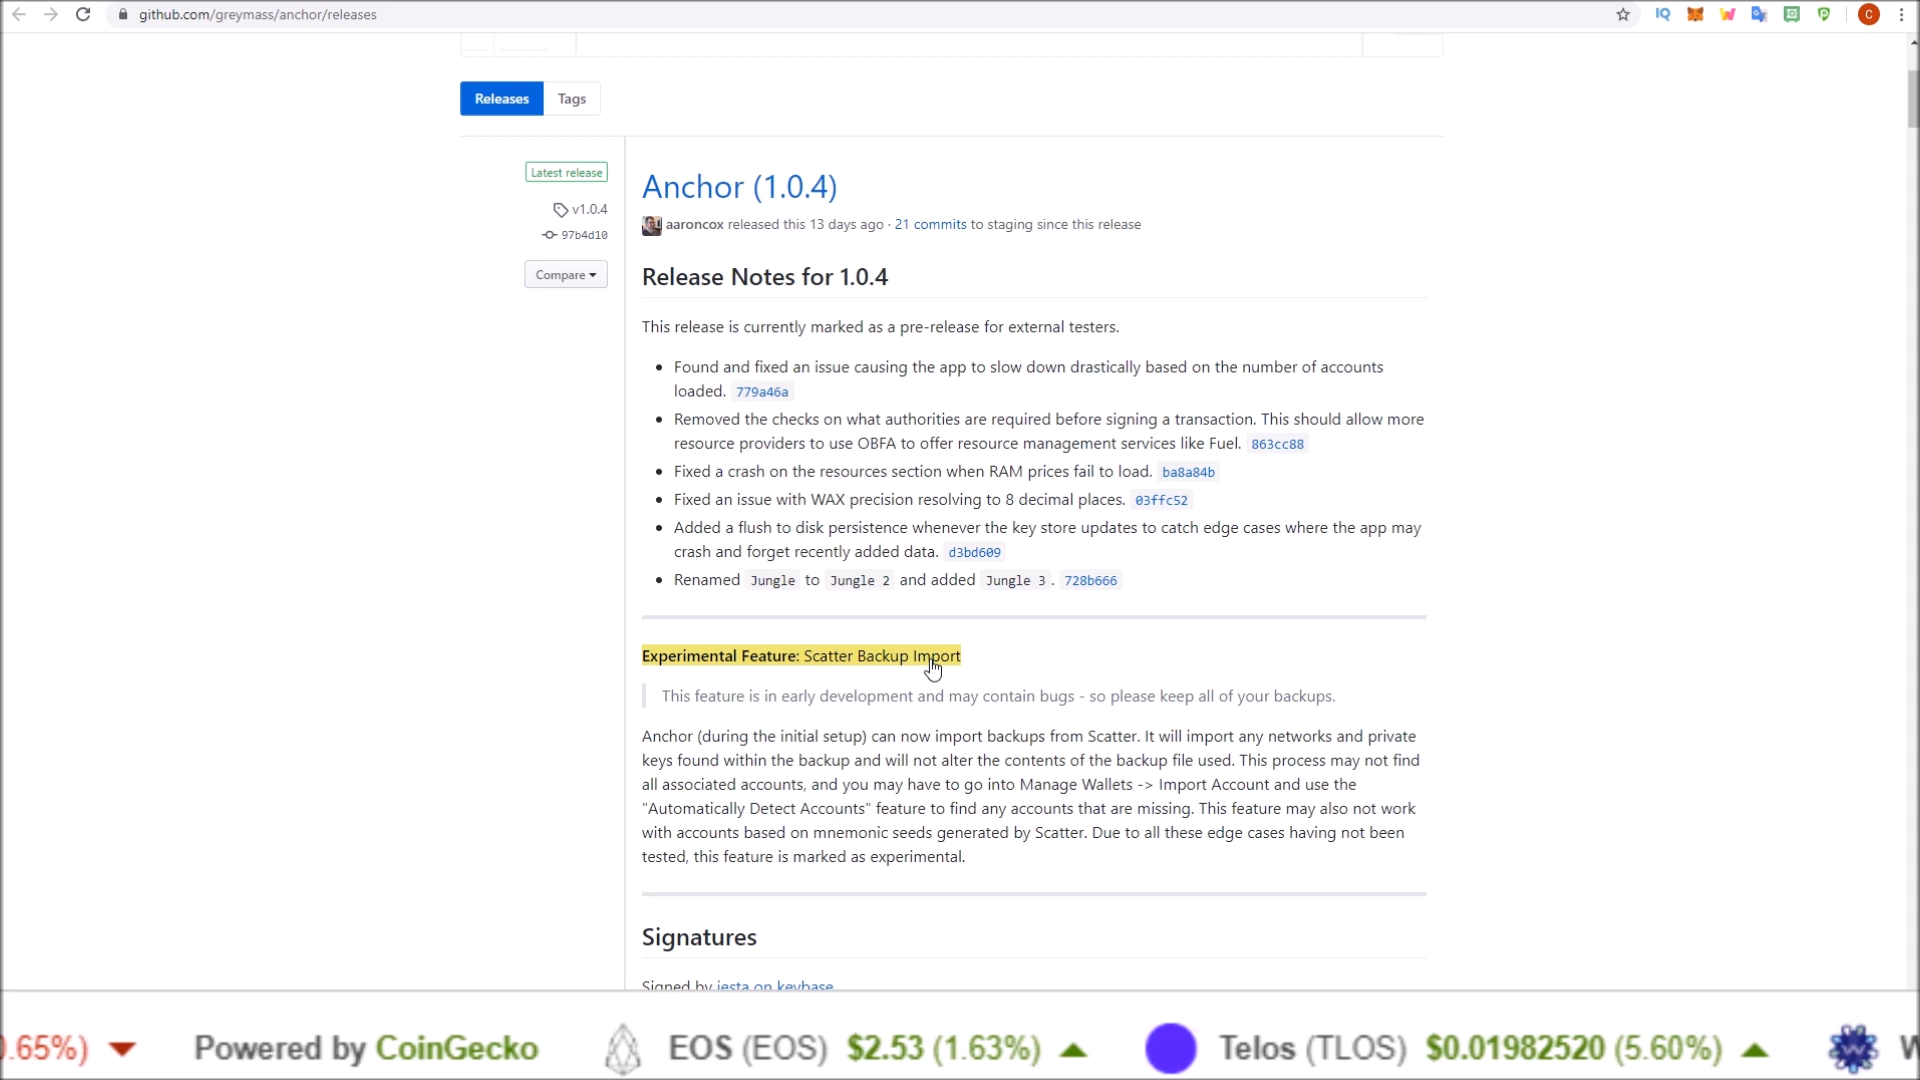 github.com/greymass/anchor/releases
Releases
Tags
Latest release
v1.0.4
97b4d10
Compare
Anchor (1.0.4)
aaroncox released this 13 days ago · 21 commits to staging since this release
Release Notes for 1.0.4
This release is currently marked as a pre-release for external testers.
• Found and fixed an issue causing the app to slow down drastically based on the number of accounts
loaded. 779a46a
• Removed the checks on what authorities are required before signing a transaction. This should allow more
resource providers to use OBFA to offer resource management services like Fuel. 863cc88
• Fixed a crash on the resources section when RAM prices fail to load. ba8a84b
• Fixed an issue with WAX precision resolving to 8 decimal places. 03ffc52
• Added a flush to disk persistence whenever the key store updates to catch edge cases where the app may
crash and forget recently added data. d3bd609
• Renamed Jungle to Jungle 2 and added Jungle 3 . 728b666
Experimental Feature: Scatter Backup Import
This feature is in early development and may contain bugs - so please keep all of your backups.
Anchor (during the initial setup) can now import backups from Scatter. It will import any networks and private
keys found within the backup and will not alter the contents of the backup file used. This process may not find
all associated accounts, and you may have to go into Manage Wallets -> Import Account and use the
"Automatically Detect Accounts" feature to find any accounts that are missing. This feature may also not work
with accounts based on mnemonic seeds generated by Scatter. Due to all these edge cases having not been
tested, this feature is marked as experimental.
Signatures
Signed by jesta on keybase
.65%) Powered by CoinGecko EOS (EOS) $2.53 (1.63%) Telos (TLOS) $0.01982520 (5.60%) W